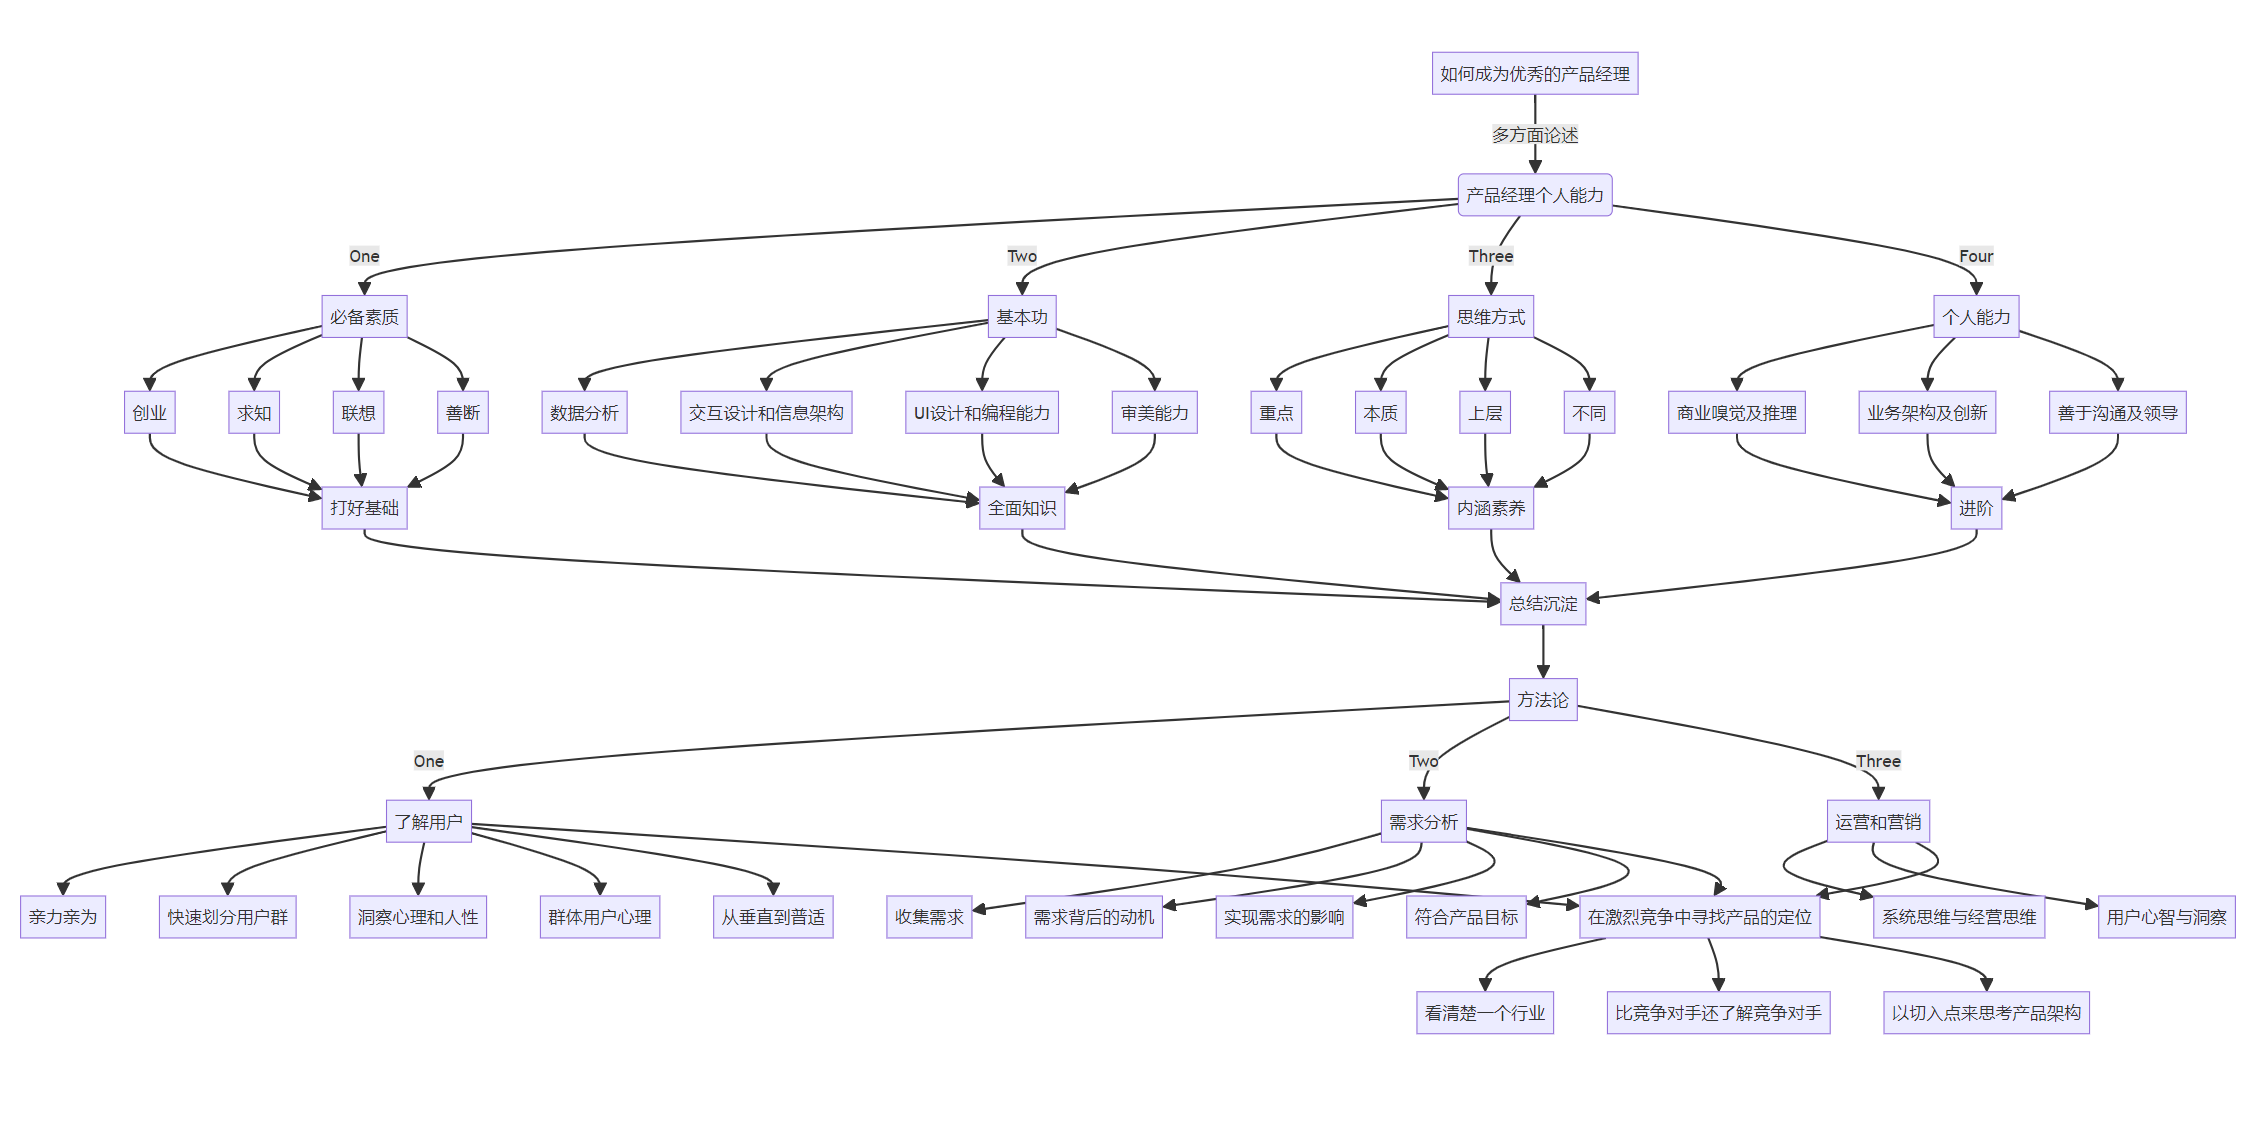 如何成为优秀的产品经理
多方面论述
产品经理个人能力
One
Two
Three
Four
必备素质
基本功
思维方式
个人能力
创业
求知
联想
善断
数据分析
交互设计和信息架构
UI设计和编程能力
审美能力
重点
本质
上层
不同
商业嗅觉及推理
业务架构及创新
善于沟通及领导
打好基础
全面知识
内涵素养
进阶
总结沉淀
方法论
One
Two
Three
了解用户
需求分析
运营和营销
亲力亲为
快速划分用户群
洞察心理和人性
群体用户心理
从垂直到普适
收集需求
需求背后的动机
实现需求的影响
符合产品目标
在激烈竞争中寻找产品的定位
系统思维与经营思维
用户心智与洞察
看清楚一个行业
比竞争对手还了解竞争对手
以切入点来思考产品架构